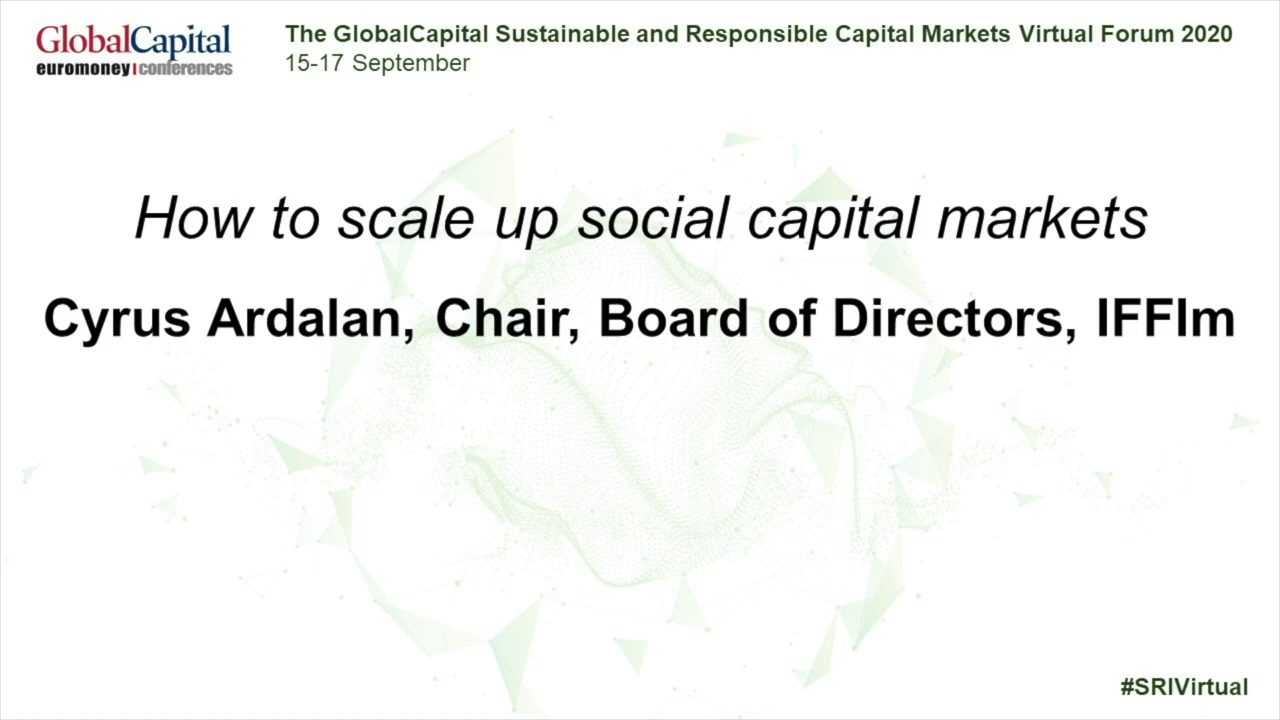 GlobalCapital
euromoney conferences
The GlobalCapital Sustainable and Responsible Capital Markets Virtual Forum 2020
15-17 September
How to scale up social capital markets
Cyrus Ardalan, Chair, Board of Directors, IFFIm
#SRIVirtual